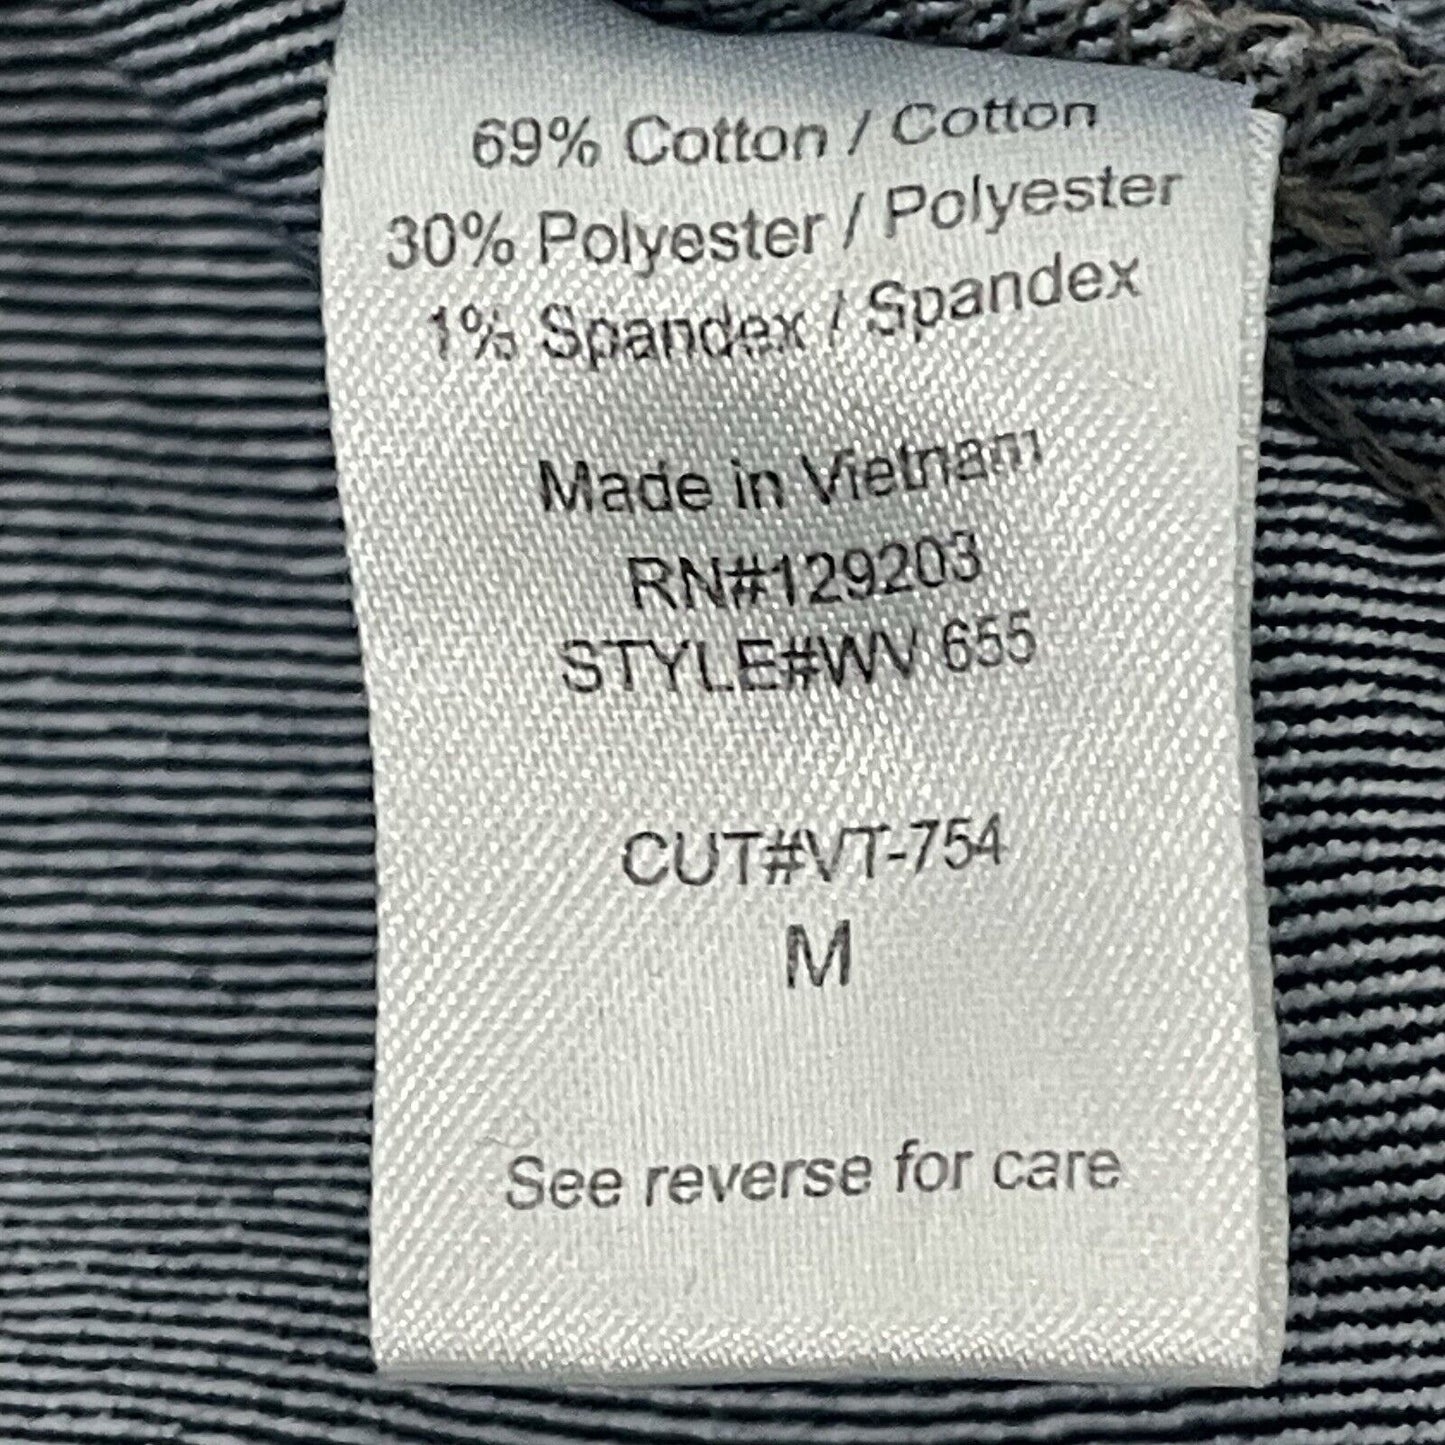 69% Cotton / Cotton
30% Polyester / Polyester
1% Spandex / Spandex
Made in Vietnam
RN#129203
STYLE#WV 655
CUT#VT-754
M
See reverse for care